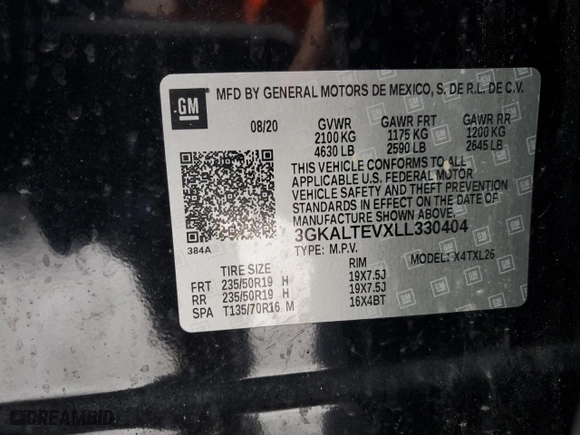 GM
MFD BY GENERAL MOTORS DE MEXICO, S. DE R.L. DE C.V.
08/20 GVWR GAWR FRT GAWR RR
2100 KG 1175 KG 1200 KG
4630 LB 2590 LB 2645 LB
THIS VEHICLE CONFORMS TO ALL
APPLICABLE U.S. FEDERAL MOTOR
VEHICLE SAFETY AND THEFT PREVENTION
STANDARDS IN EFFECT ON THE DATE OF
MANUFACTURE SHOWN ABOVE.
384A
3GKALTEVXLL330404
TYPE: M.P.V. MODEL: X4TXL26
TIRE SIZE RIM
FRT 235/50R19 H 19X7.5J
RR 235/50R19 H 19X7.5J
SPA T135/70R16 M 16X4BT
DREAMBID